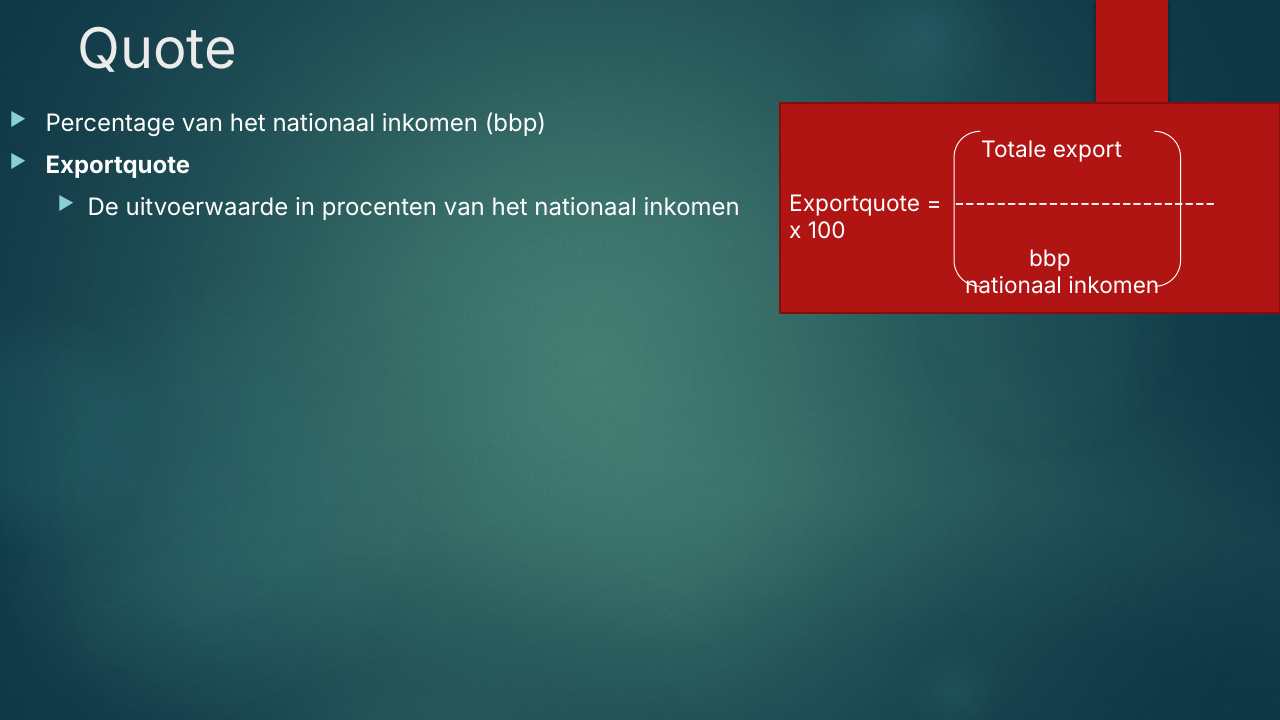 Quote
Percentage van het nationaal inkomen (bbp)
Exportquote
De uitvoerwaarde in procenten van het nationaal inkomen
Totale export
Exportquote = -------------------------
x 100
bbp
nationaal inkomen